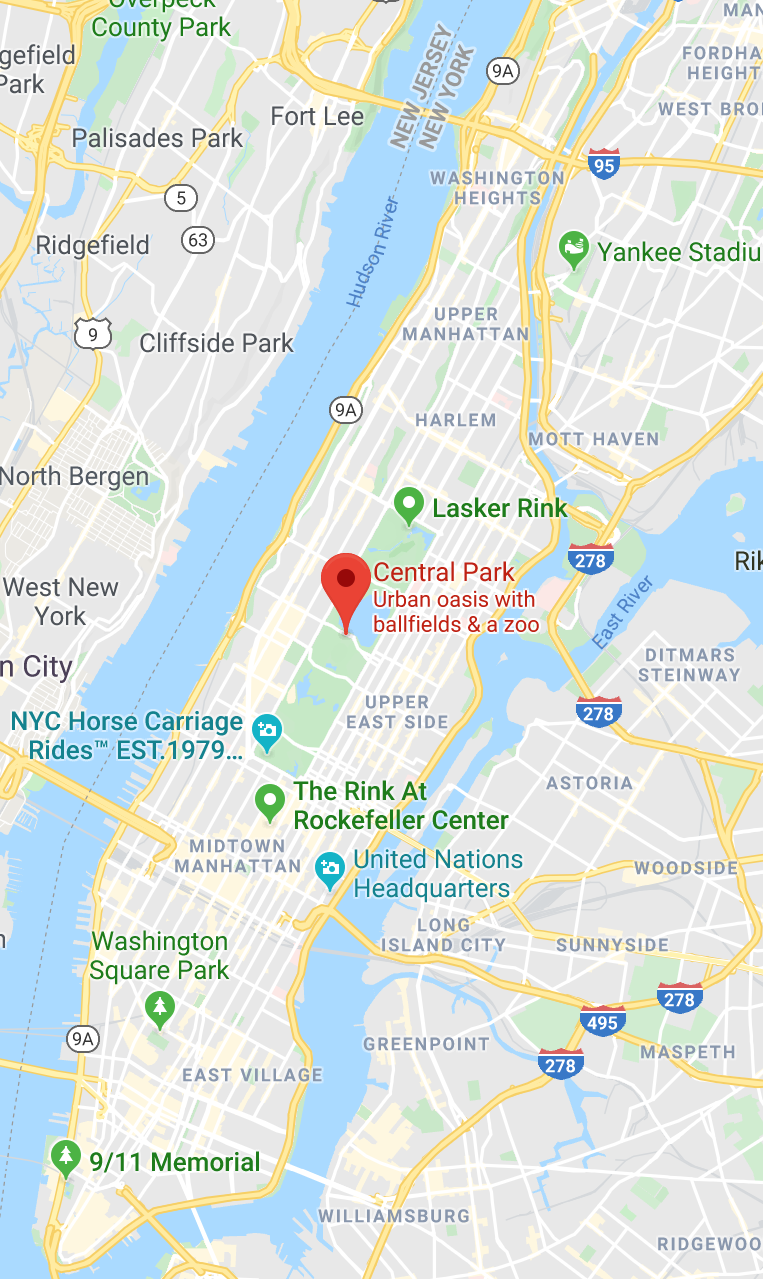 Overpeck
County Park
MAN
gefield
Park
9A
NEW JERSEY
NEW YORK
FORDHA
HEIGHT
Fort Lee
WEST BRO
Palisades Park
95
WASHINGTON
HEIGHTS
5
63
Hudson River
Ridgefield
Yankee Stadiu
UPPER
MANHATTAN
9
Cliffside Park
9A
HARLEM
MOTT HAVEN
North Bergen
Lasker Rink
278
Rik
Central Park
Urban oasis with
ballfields & a zoo
West New
York
East River
n City
DITMARS
STEINWAY
UPPER
EAST SIDE
278
NYC Horse Carriage
Rides™ EST.1979...
ASTORIA
The Rink At
Rockefeller Center
MIDTOWN
MANHATTAN
United Nations
Headquarters
WOODSIDE
LONG
ISLAND CITY
SUNNYSIDE
Washington
Square Park
278
495
9A
GREENPOINT
MASPETH
278
EAST VILLAGE
9/11 Memorial
WILLIAMSBURG
RIDGEWOO